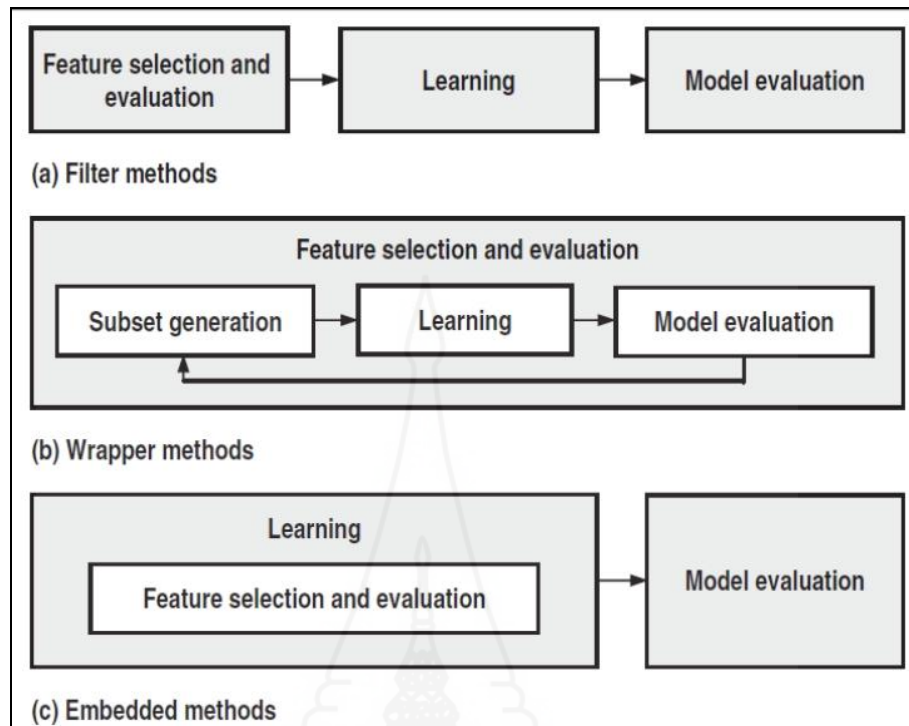 Feature selection and
evaluation
Learning
Model evaluation
(a) Filter methods
Feature selection and evaluation
Subset generation
Learning
Model evaluation
(b) Wrapper methods
Learning
Feature selection and evaluation
Model evaluation
(c) Embedded methods